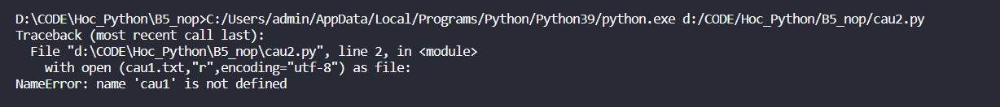 D:\CODE\Hoc_Python\B5_nop>C:/Users/admin/AppData/Local/Programs/Python/Python39/python.exe d:/CODE/Hoc_Python/B5_nop/cau2.py
Traceback (most recent call last):
  File "d:\CODE\Hoc_Python\B5_nop\cau2.py", line 2, in <module>
    with open (cau1.txt,"r",encoding="utf-8") as file:
NameError: name 'cau1' is not defined